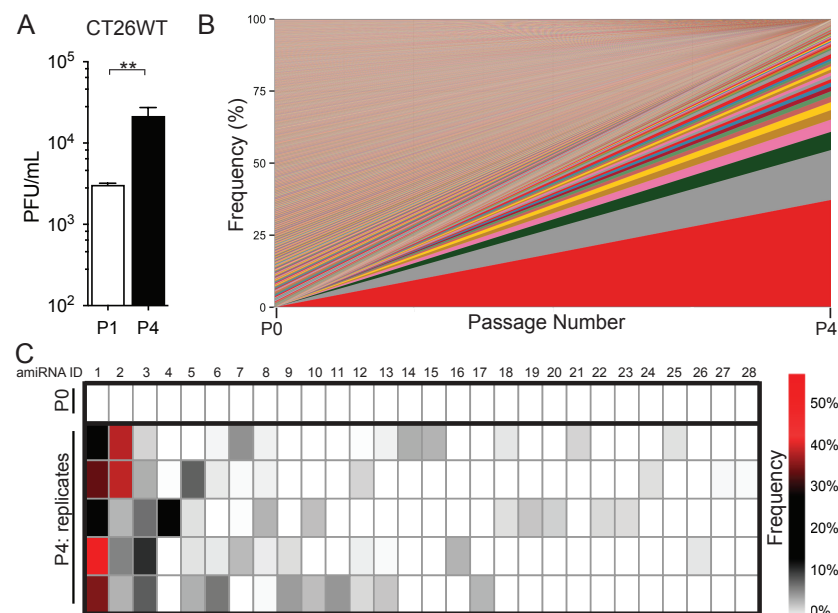 A
CT26WT
**
10^5
10^4
10^3
10^2
PFU/mL
P1 P4
B
100
75
50
25
0
Frequency (%)
P0 Passage Number P4
C
amiRNA ID 1 2 3 4 5 6 7 8 9 10 11 12 13 14 15 16 17 18 19 20 21 22 23 24 25 26 27 28
P0
P4: replicates
50%
40%
30%
20%
10%
0%
Frequency